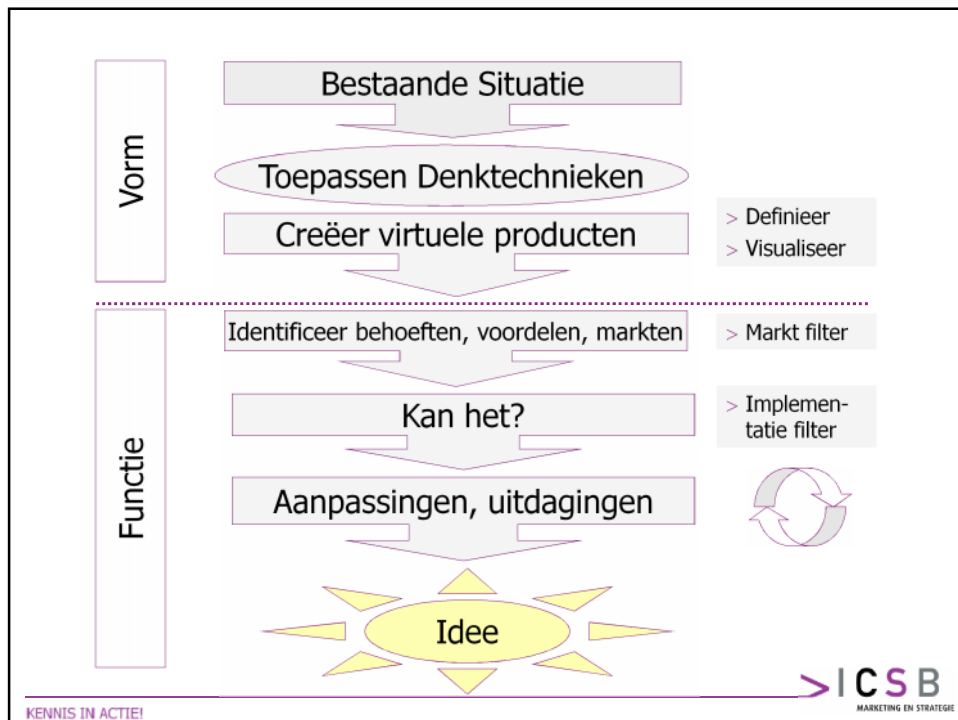 Vorm
Bestaande Situatie
Toepassen Denktechnieken
Creëer virtuele producten
> Definieer
> Visualiseer
Functie
Identificeer behoeften, voordelen, markten
> Markt filter
Kan het?
> Implemen-
tatie filter
Aanpassingen, uitdagingen
Idee
KENNIS IN ACTIE!
>ICSB
MARKETING EN STRATEGIE